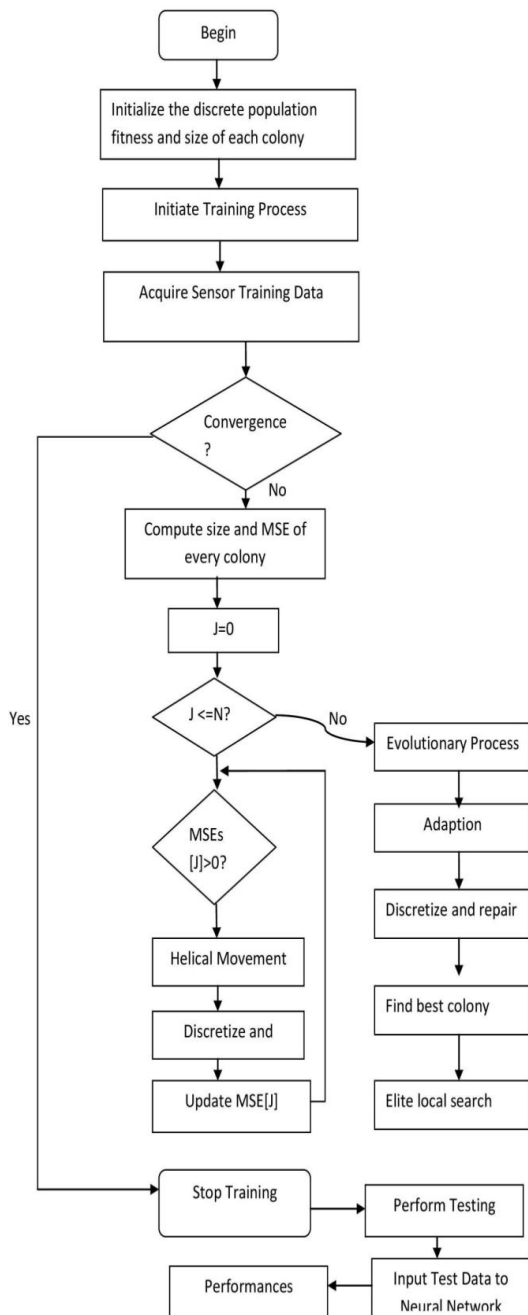 Begin
Initialize the discrete population
fitness and size of each colony
Initiate Training Process
Acquire Sensor Training Data
Convergence
?
No
Compute size and MSE of
every colony
J=0
J <=N?
Yes
No
Evolutionary Process
MSEs
[J]>0?
Adaption
Discretize and repair
Helical Movement
Find best colony
Discretize and
Update MSE[J]
Elite local search
Stop Training
Perform Testing
Input Test Data to
Neural Network
Performances